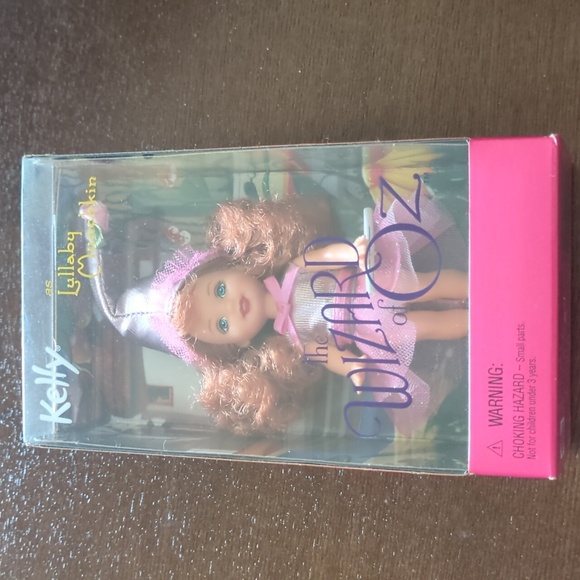 Kelly®
as
Lullaby
Munchkin
The
WIZARD
of
OZ
⚠ WARNING:
CHOKING HAZARD — Small parts.
Not for children under 3 years.